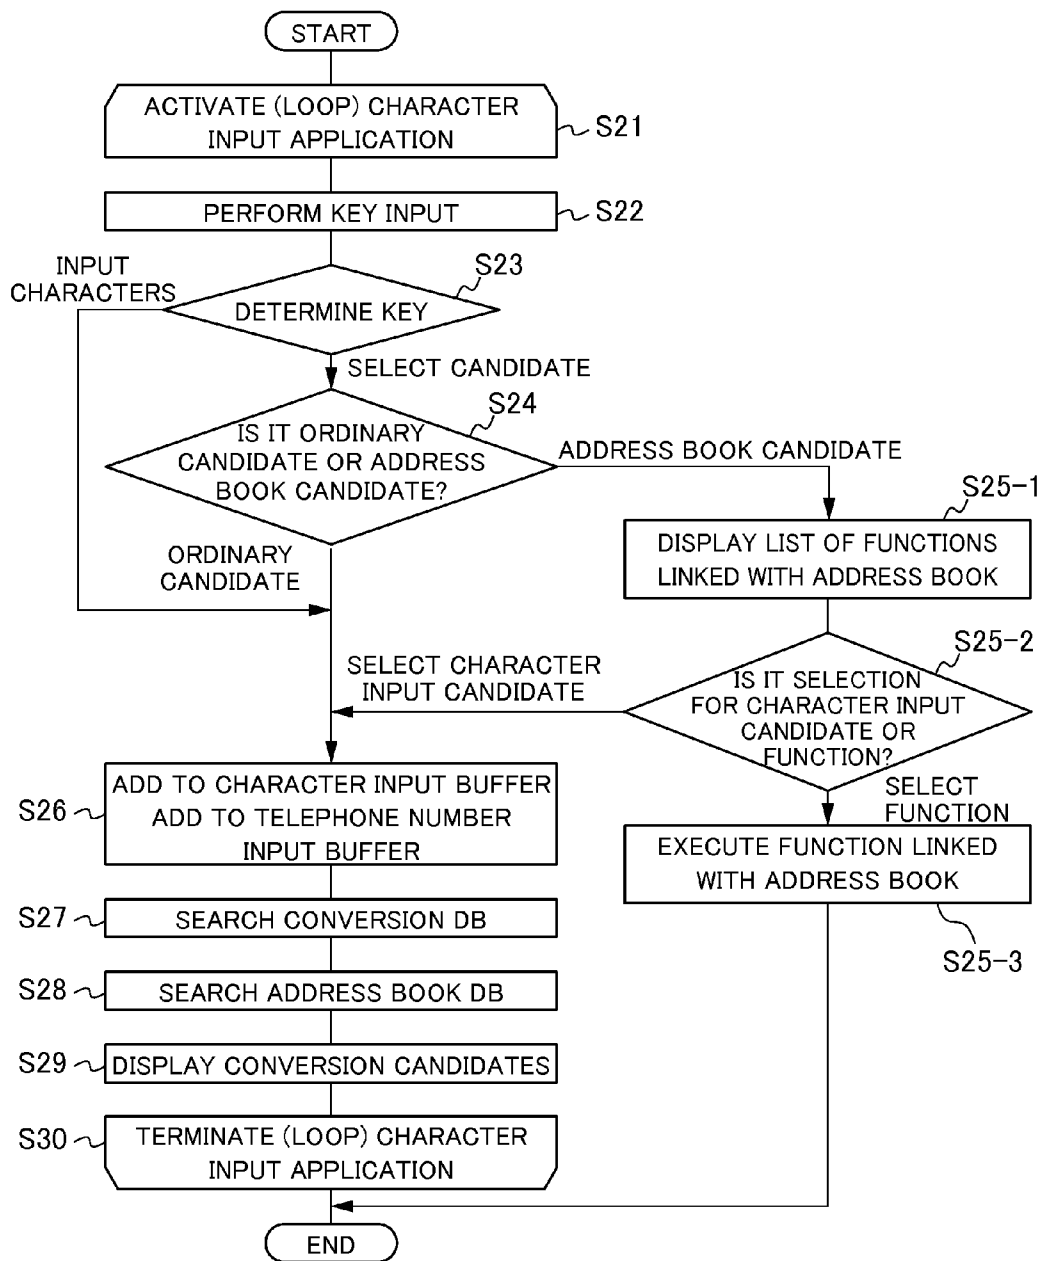 START
ACTIVATE (LOOP) CHARACTER
INPUT APPLICATION
S21
PERFORM KEY INPUT
S22
INPUT
CHARACTERS
S23
DETERMINE KEY
SELECT CANDIDATE
S24
IS IT ORDINARY
CANDIDATE OR ADDRESS
BOOK CANDIDATE?
ADDRESS BOOK CANDIDATE
S25-1
DISPLAY LIST OF FUNCTIONS
LINKED WITH ADDRESS BOOK
ORDINARY
CANDIDATE
S25-2
SELECT CHARACTER
INPUT CANDIDATE
IS IT SELECTION
FOR CHARACTER INPUT
CANDIDATE OR
FUNCTION?
SELECT
FUNCTION
S26
ADD TO CHARACTER INPUT BUFFER
ADD TO TELEPHONE NUMBER
INPUT BUFFER
EXECUTE FUNCTION LINKED
WITH ADDRESS BOOK
S25-3
S27
SEARCH CONVERSION DB
S28
SEARCH ADDRESS BOOK DB
S29
DISPLAY CONVERSION CANDIDATES
S30
TERMINATE (LOOP) CHARACTER
INPUT APPLICATION
END